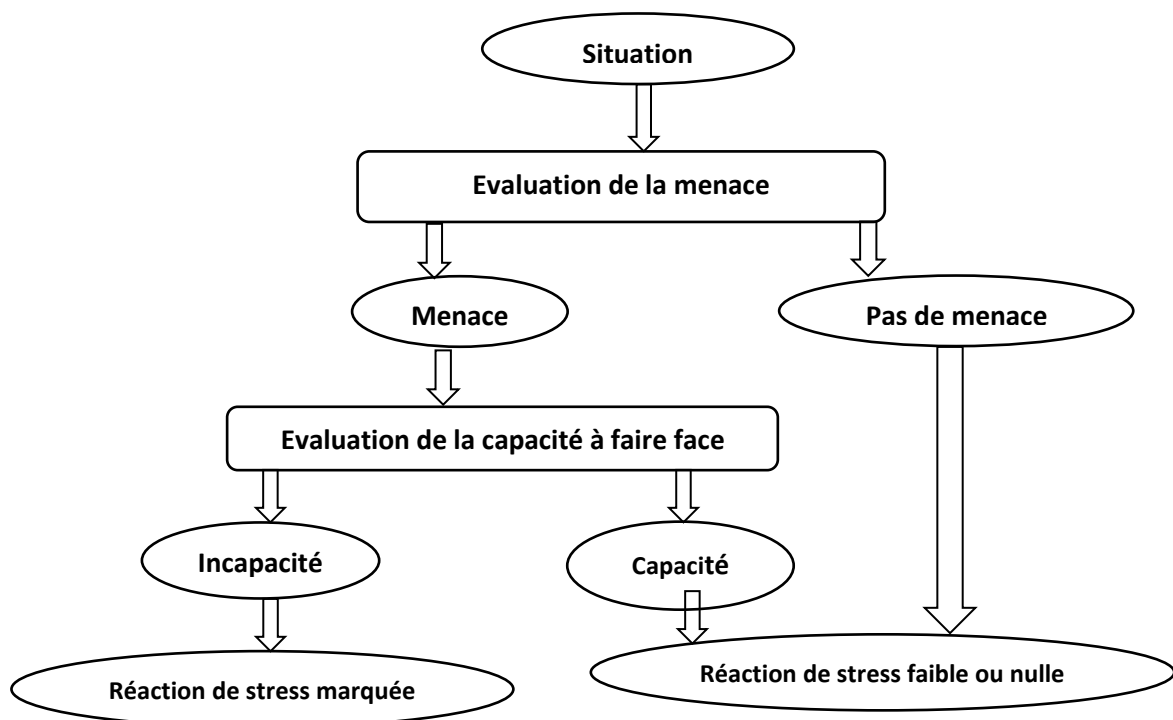 Situation
Evaluation de la menace
Menace
Pas de menace
Evaluation de la capacité à faire face
Incapacité
Capacité
Réaction de stress marquée
Réaction de stress faible ou nulle